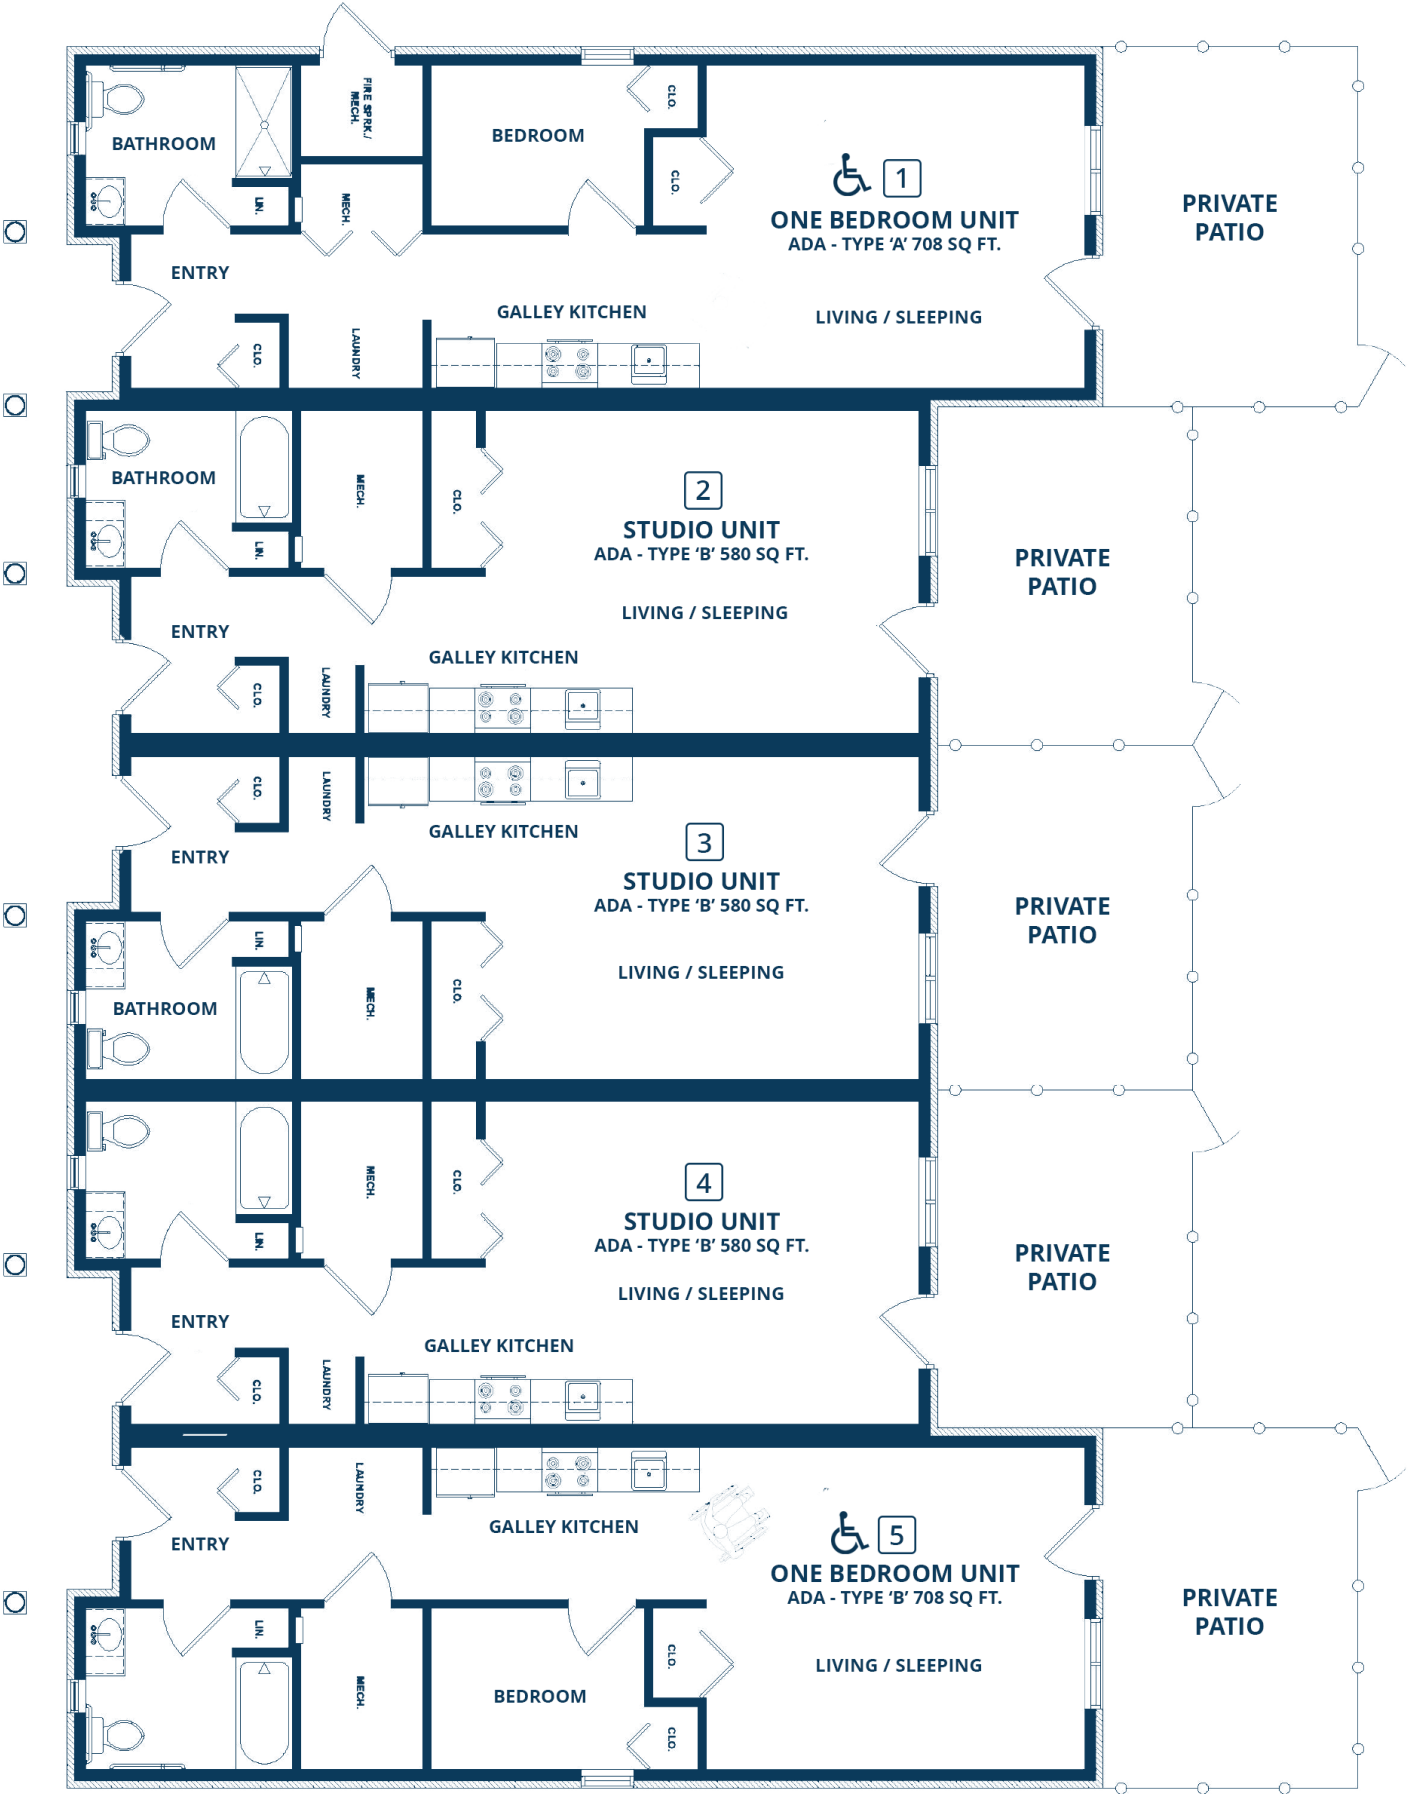 FIRE SPRK./
MECH.
CLO.
BEDROOM
BATHROOM
CLO.
1
LIN.
MECH.
ONE BEDROOM UNIT
ADA - TYPE ‘A’ 708 SQ FT.
PRIVATE
PATIO
ENTRY
GALLEY KITCHEN
LIVING / SLEEPING
CLO.
LAUNDRY
BATHROOM
MECH.
CLO.
2
STUDIO UNIT
ADA - TYPE ‘B’ 580 SQ FT.
LIN.
PRIVATE
PATIO
LIVING / SLEEPING
ENTRY
GALLEY KITCHEN
CLO.
LAUNDRY
CLO.
LAUNDRY
GALLEY KITCHEN
3
ENTRY
STUDIO UNIT
ADA - TYPE ‘B’ 580 SQ FT.
PRIVATE
PATIO
LIN.
LIVING / SLEEPING
BATHROOM
MECH.
CLO.
MECH.
CLO.
4
STUDIO UNIT
ADA - TYPE ‘B’ 580 SQ FT.
LIN.
PRIVATE
PATIO
LIVING / SLEEPING
ENTRY
GALLEY KITCHEN
CLO.
LAUNDRY
CLO.
LAUNDRY
GALLEY KITCHEN
5
ENTRY
ONE BEDROOM UNIT
ADA - TYPE ‘B’ 708 SQ FT.
PRIVATE
PATIO
LIN.
CLO.
LIVING / SLEEPING
MECH.
BEDROOM
CLO.